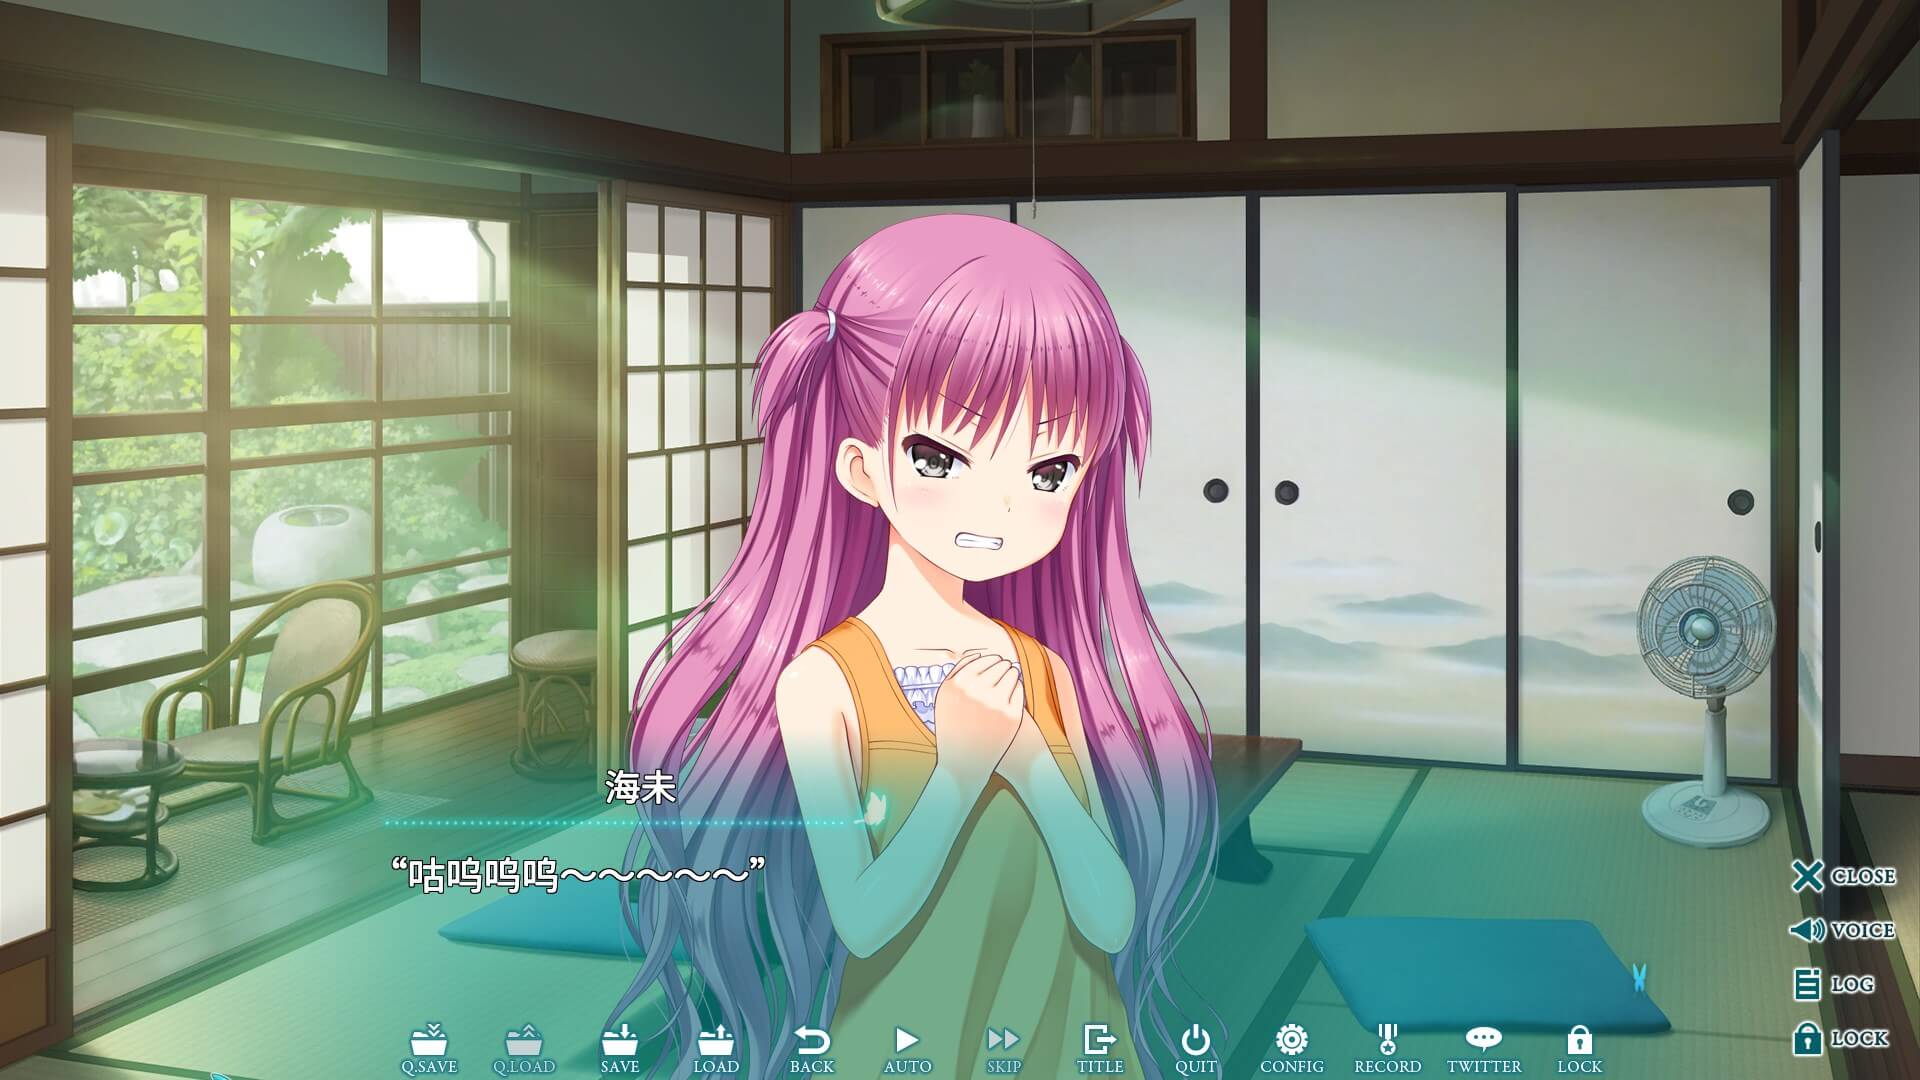 海未
“咕呜呜呜～～～～～”
CLOSE
VOICE
LOG
LOCK
Q.SAVE
Q.LOAD
SAVE
LOAD
BACK
AUTO
SKIP
TITLE
QUIT
CONFIG
RECORD
TWITTER
LOCK